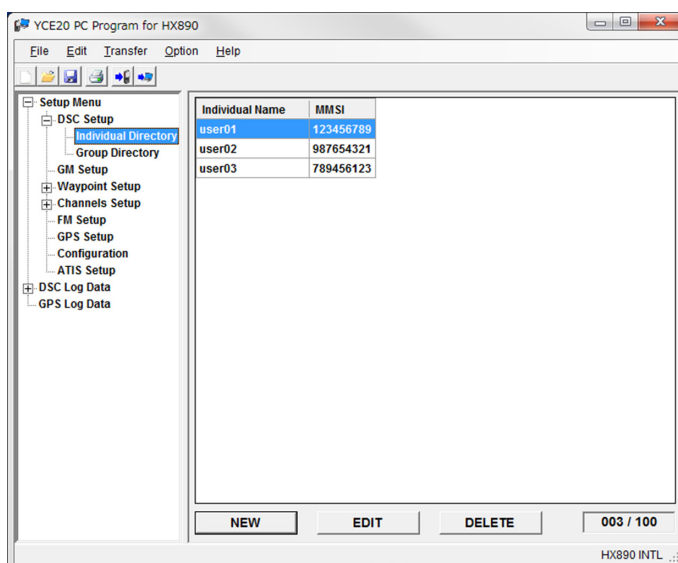 YCE20 PC Program for HX890
File Edit Transfer Option Help
Setup Menu
DSC Setup
Individual Directory
Group Directory
GM Setup
Waypoint Setup
Channels Setup
FM Setup
GPS Setup
Configuration
ATIS Setup
DSC Log Data
GPS Log Data
Individual Name MMSI
user01 123456789
user02 987654321
user03 789456123
NEW EDIT DELETE 003 / 100
HX890 INTL